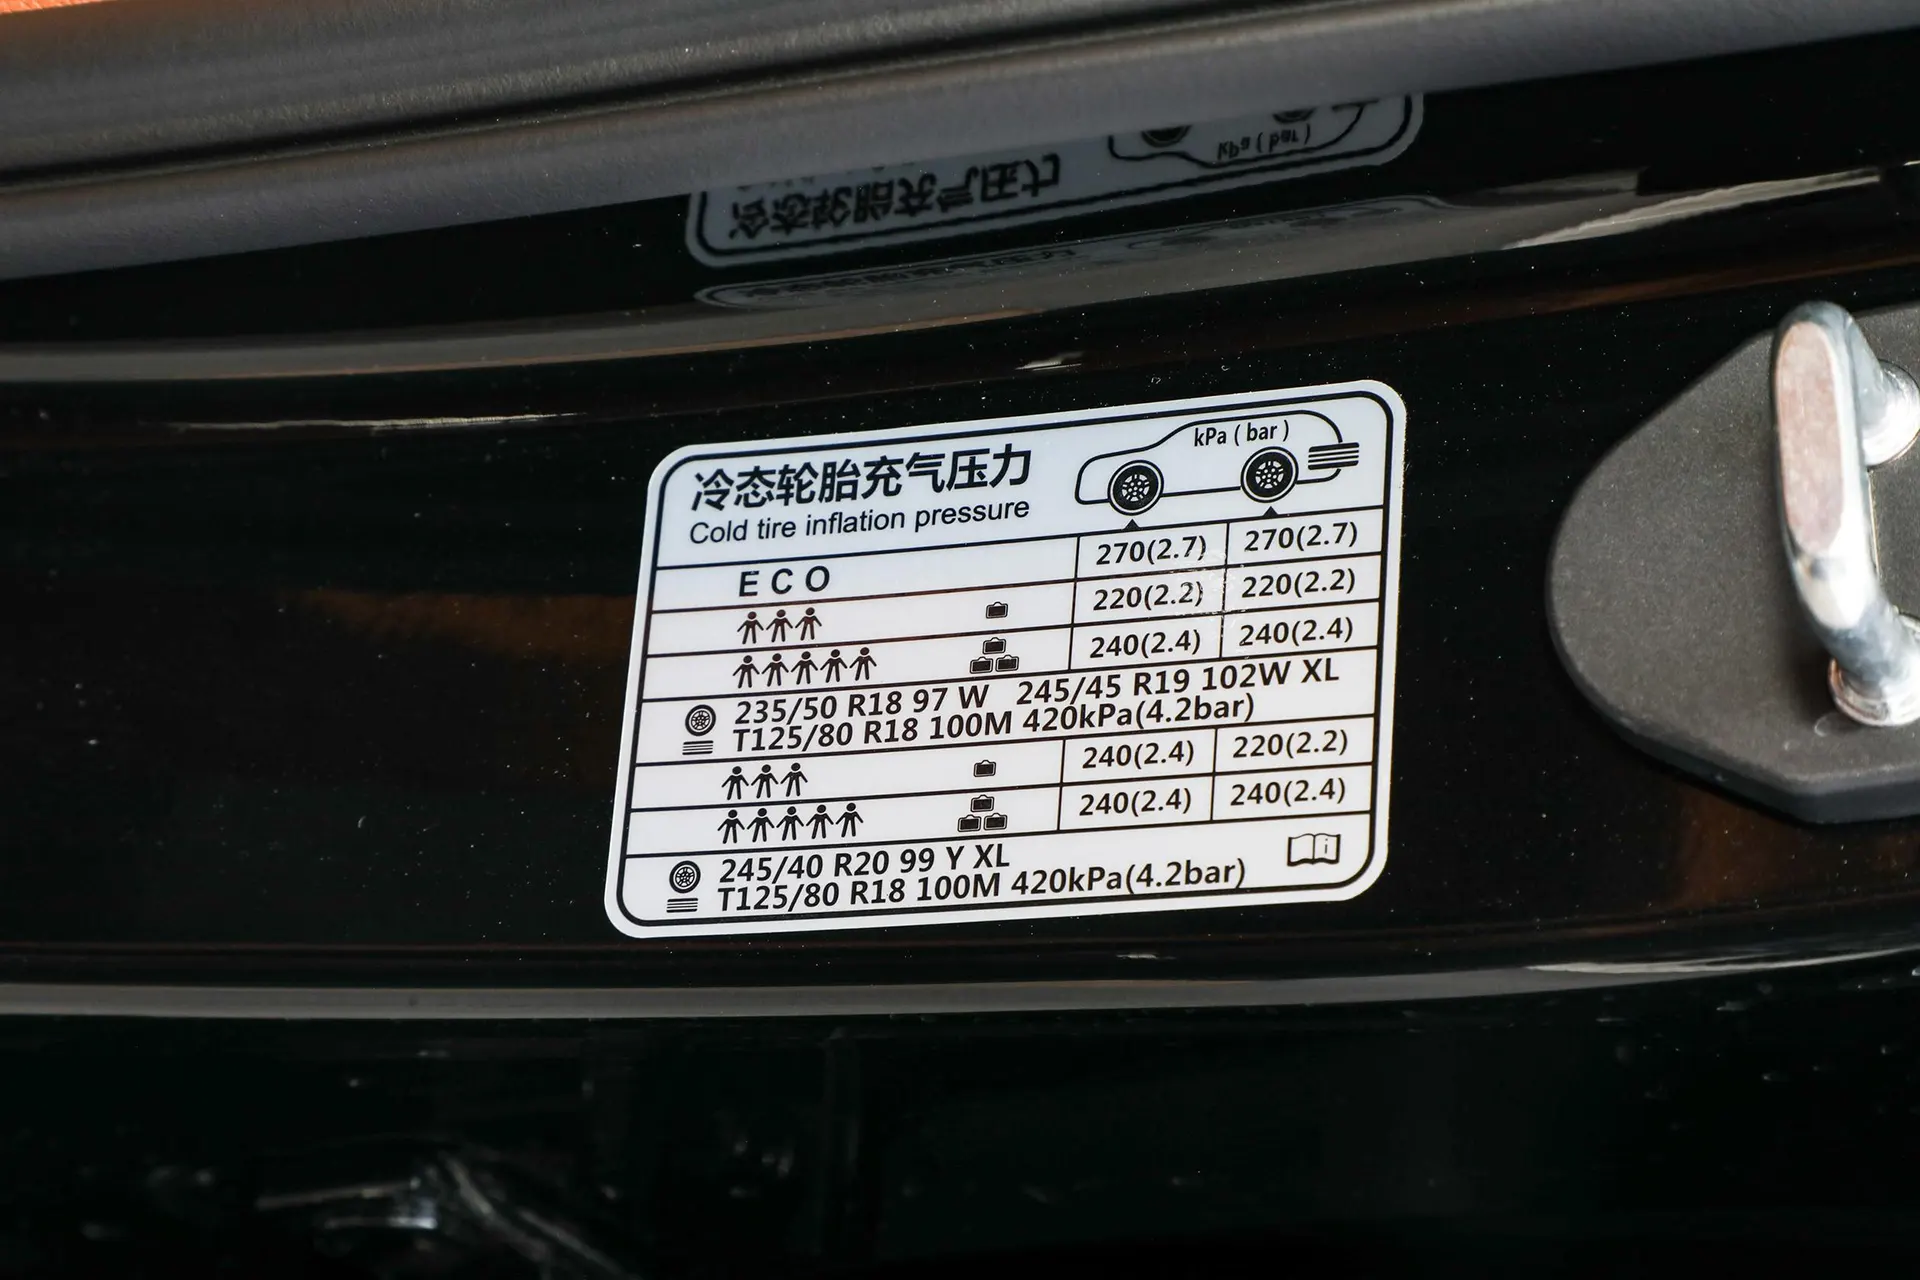 冷态轮胎充气压力
Cold tire inflation pressure
kPa ( bar )
ECO 270(2.7) 270(2.7)
220(2.2) 220(2.2)
240(2.4) 240(2.4)
235/50 R18 97 W 245/45 R19 102W XL
T125/80 R18 100M 420kPa(4.2bar)
240(2.4) 220(2.2)
240(2.4) 240(2.4)
245/40 R20 99 Y XL
T125/80 R18 100M 420kPa(4.2bar)